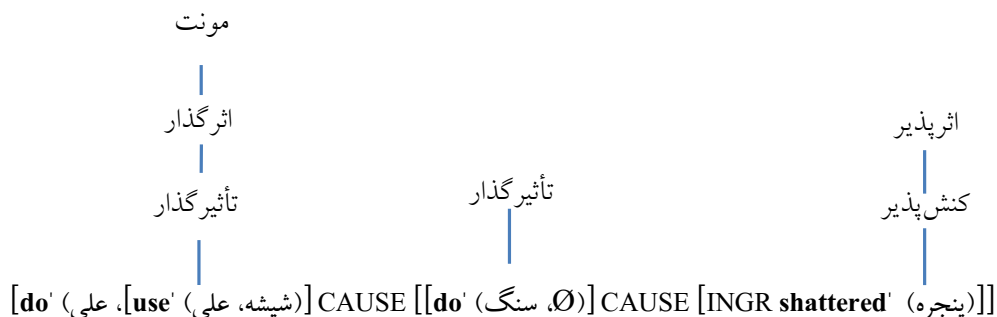 مونت
اثرگذار اثرپذیر
تأثیرگذار تأثیرگذار کنش‌پذیر
[do' (علی، [use' (شیشه، علی)] CAUSE [[do' (سنگ، Ø)] CAUSE [INGR shattered' (پنجره)]]